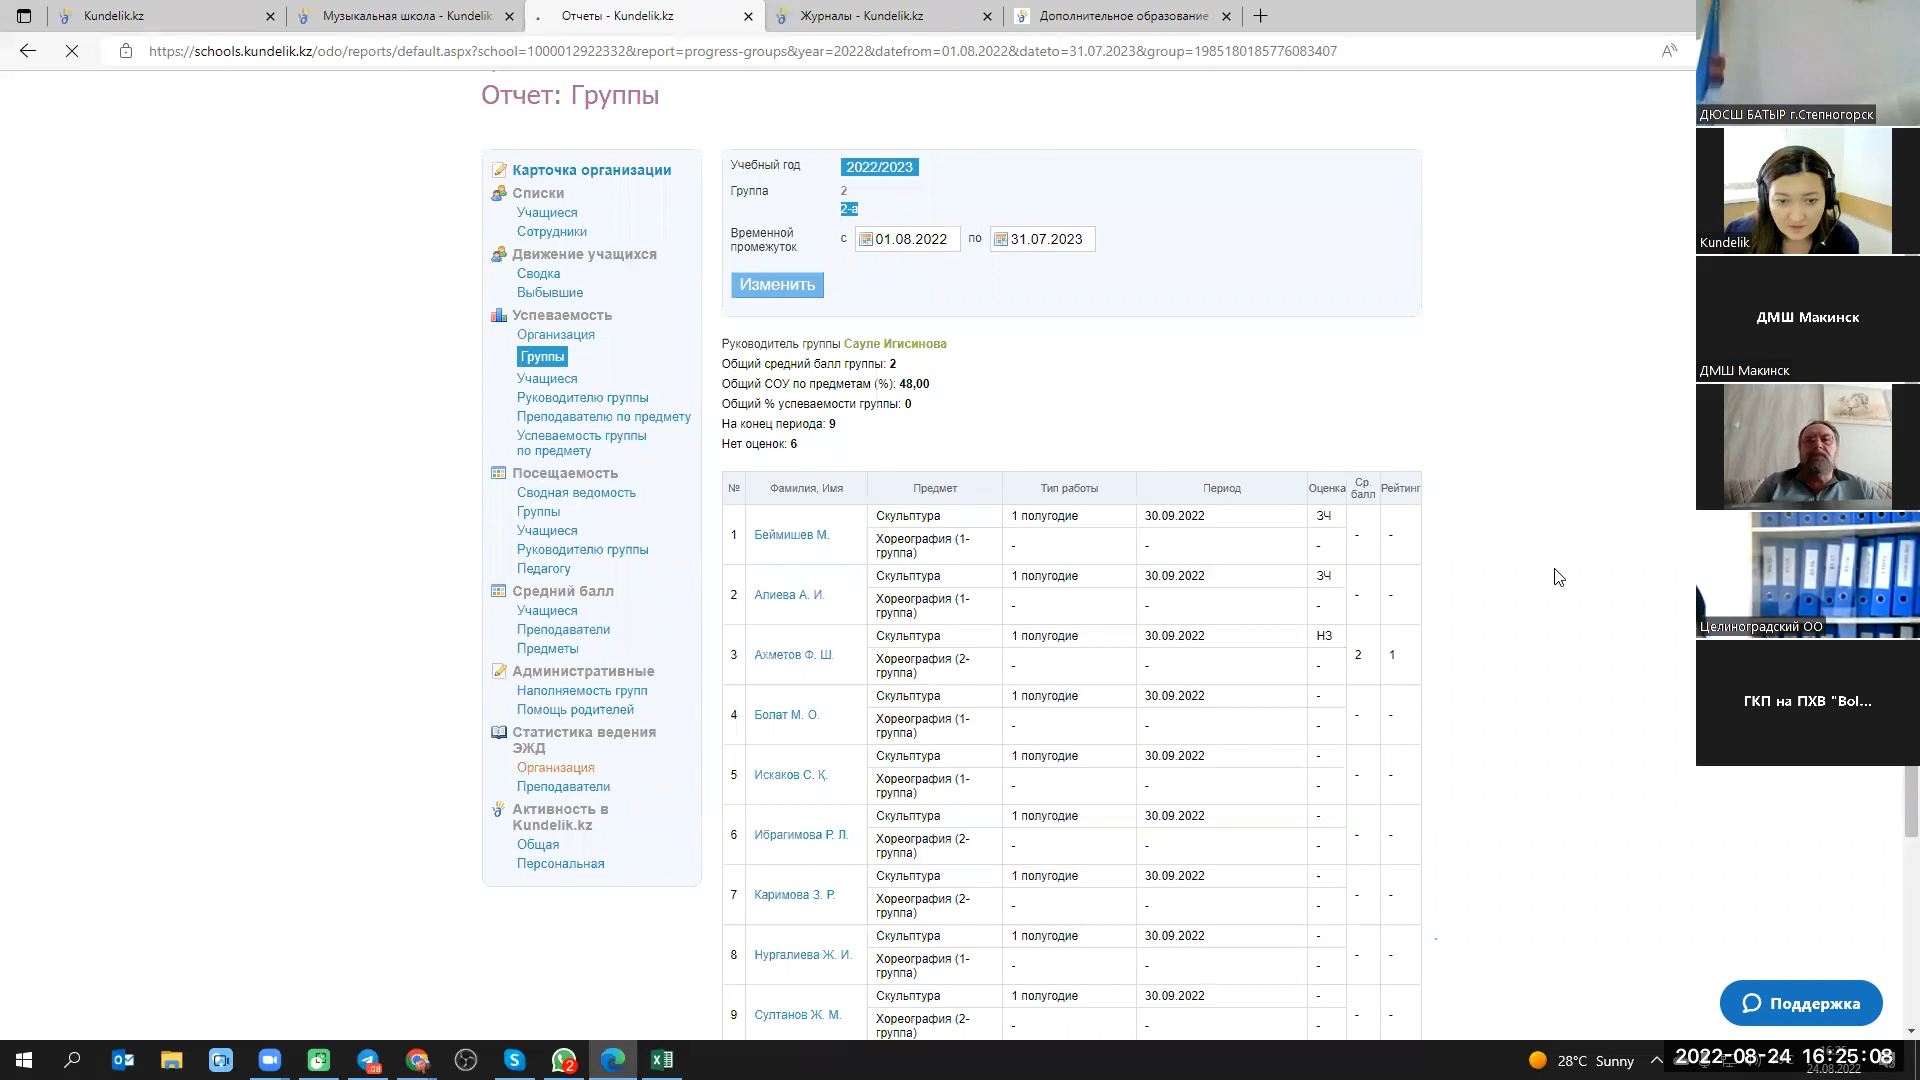 Kundelik.kz
Музыкальная школа - Kundelik.
Отчеты - Kundelik.kz
Журналы - Kundelik.kz
Дополнительное образование
https://schools.kundelik.kz/odo/reports/default.aspx?school=1000012922332&report=progress-groups&year=2022&datefrom=01.08.2022&dateto=31.07.2023&group=1985180185776083407
Отчет: Группы
Карточка организации
Списки
Учащиеся
Сотрудники
Движение учащихся
Сводка
Выбывшие
Успеваемость
Организация
Группы
Учащиеся
Руководителю группы
Преподавателю по предмету
Успеваемость группы
по предмету
Посещаемость
Сводная ведомость
Группы
Учащиеся
Руководителю группы
Педагогу
Средний балл
Учащиеся
Преподаватели
Предметы
Административные
Наполняемость групп
Помощь родителей
Статистика ведения
ЭЖД
Организация
Преподаватели
Активность в
Kundelik.kz
Общая
Персональная
Учебный год 2022/2023
Группа 2
2-а
Временной
промежуток с 01.08.2022 по 31.07.2023
Изменить
Руководитель группы Сауле Игисинова
Общий средний балл группы: 2
Общий СОУ по предметам (%): 48,00
Общий % успеваемости группы: 0
На конец периода: 9
Нет оценок: 6
№ Фамилия, Имя Предмет Тип работы Период Оценка Ср. балл Рейтинг
1 Беймишев М. Скульптура 1 полугодие 30.09.2022 ЗЧ - -
Хореография (1-
группа) - - -
2 Алиева А. И. Скульптура 1 полугодие 30.09.2022 ЗЧ - -
Хореография (1-
группа) - - -
3 Ахметов Ф. Ш. Скульптура 1 полугодие 30.09.2022 НЗ 2 1
Хореография (2-
группа) - - -
4 Болат М. О. Скульптура 1 полугодие 30.09.2022 - - -
Хореография (1-
группа) - - -
5 Искаков С. Қ. Скульптура 1 полугодие 30.09.2022 - - -
Хореография (1-
группа) - - -
6 Ибрагимова Р. Л. Скульптура 1 полугодие 30.09.2022 - - -
Хореография (2-
группа) - - -
7 Каримова З. Р. Скульптура 1 полугодие 30.09.2022 - - -
Хореография (2-
группа) - - -
8 Нургалиева Ж. И. Скульптура 1 полугодие 30.09.2022 - - -
Хореография (1-
группа) - - -
9 Султанов Ж. М. Скульптура 1 полугодие 30.09.2022 - - -
Хореография (2-
группа) - - -
ДЮСШ БАТЫР г.Степногорск
Kundelik
ДМШ Макинск
ДМШ Макинск
Целиноградский ОО
ГКП на ПХВ "Bol...
Поддержка
28°C Sunny
2022-08-24 16:25:08
24.08.2022